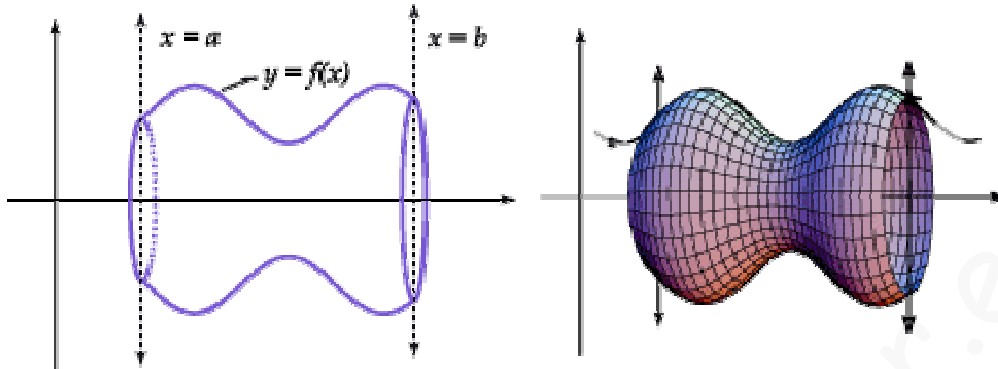 x = a
x = b
y = f(x)